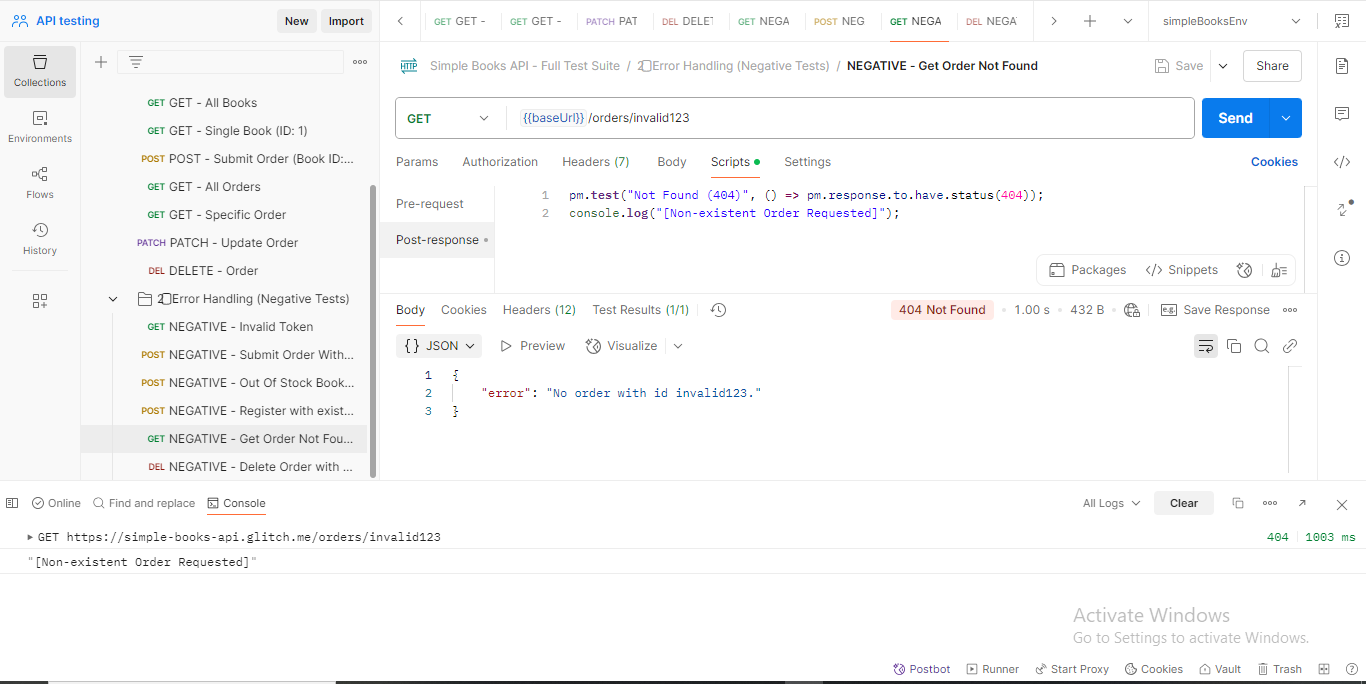 API testing
New
Import
GET GET -
GET GET -
PATCH PAT
DEL DELET
GET NEGA
POST NEG
GET NEGA
DEL NEGA
simpleBooksEnv
Collections
Environments
Flows
History
GET GET - All Books
GET GET - Single Book (ID: 1)
POST POST - Submit Order (Book ID:...
GET GET - All Orders
GET GET - Specific Order
PATCH PATCH - Update Order
DEL DELETE - Order
2 Error Handling (Negative Tests)
GET NEGATIVE - Invalid Token
POST NEGATIVE - Submit Order With...
POST NEGATIVE - Out Of Stock Book...
POST NEGATIVE - Register with exist...
GET NEGATIVE - Get Order Not Fou...
DEL NEGATIVE - Delete Order with ...
HTTP Simple Books API - Full Test Suite / 2 Error Handling (Negative Tests) / NEGATIVE - Get Order Not Found
Save
Share
GET
{{baseUrl}} /orders/invalid123
Send
Params Authorization Headers (7) Body Scripts Settings
Cookies
Pre-request
Post-response
1 pm.test("Not Found (404)", () => pm.response.to.have.status(404));
2 console.log("[Non-existent Order Requested]");
Packages Snippets
Body Cookies Headers (12) Test Results (1/1)
404 Not Found • 1.00 s • 432 B
e.g. Save Response
{} JSON Preview Visualize
1 {
2 "error": "No order with id invalid123."
3 }
Online Find and replace Console
All Logs Clear
GET https://simple-books-api.glitch.me/orders/invalid123
404 1003 ms
"[Non-existent Order Requested]"
Activate Windows
Go to Settings to activate Windows.
Postbot Runner Start Proxy Cookies Vault Trash